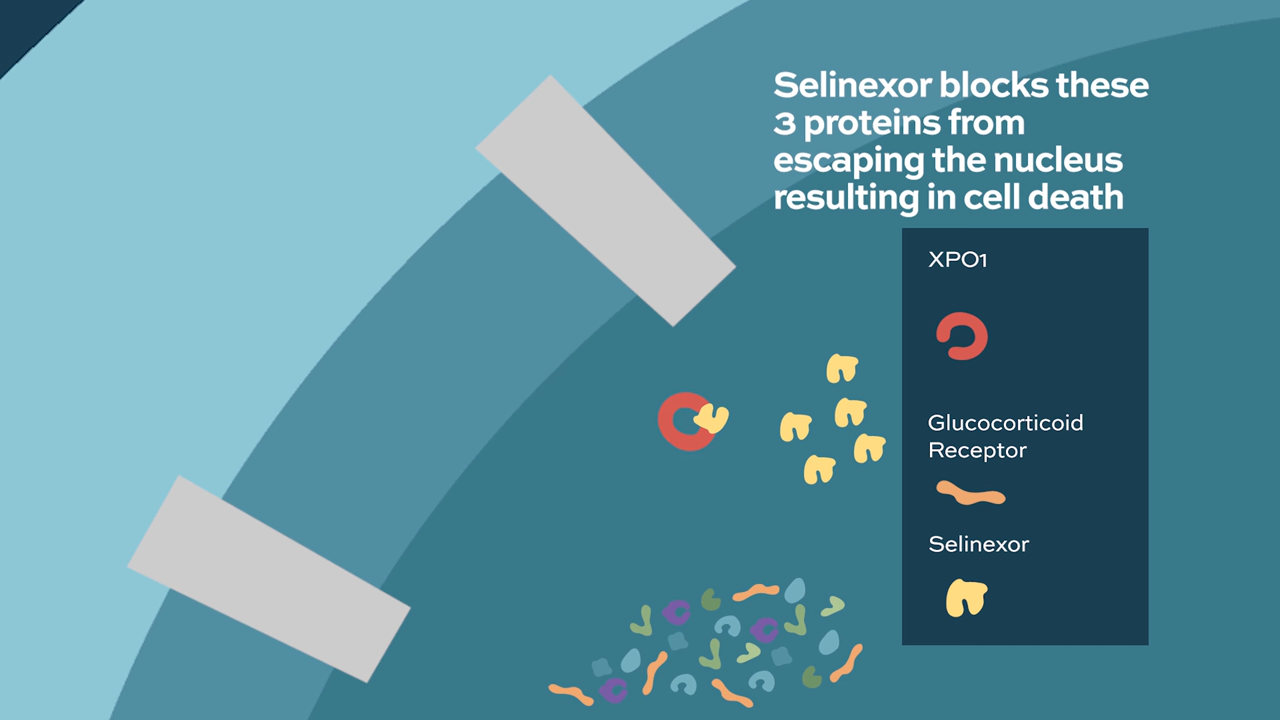 Selinexor blocks these
3 proteins from
escaping the nucleus
resulting in cell death
XPO1
Glucocorticoid
Receptor
Selinexor